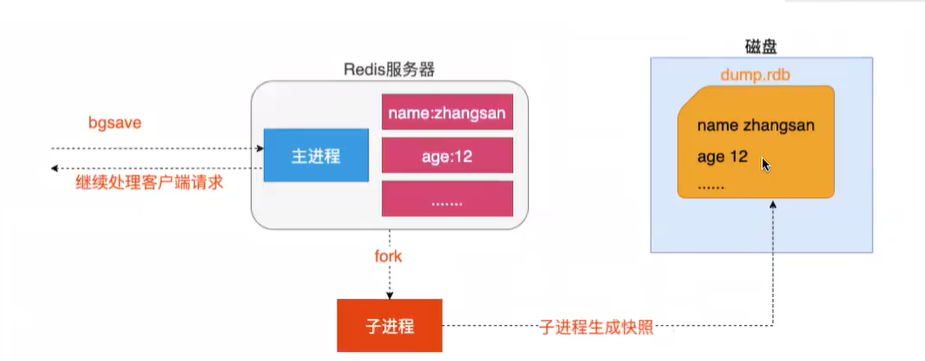 磁盘
Redis服务器
dump.rdb
bgsave
name:zhangsan
name zhangsan
主进程
age:12
age 12
继续处理客户端请求
.......
......
fork
子进程
子进程生成快照